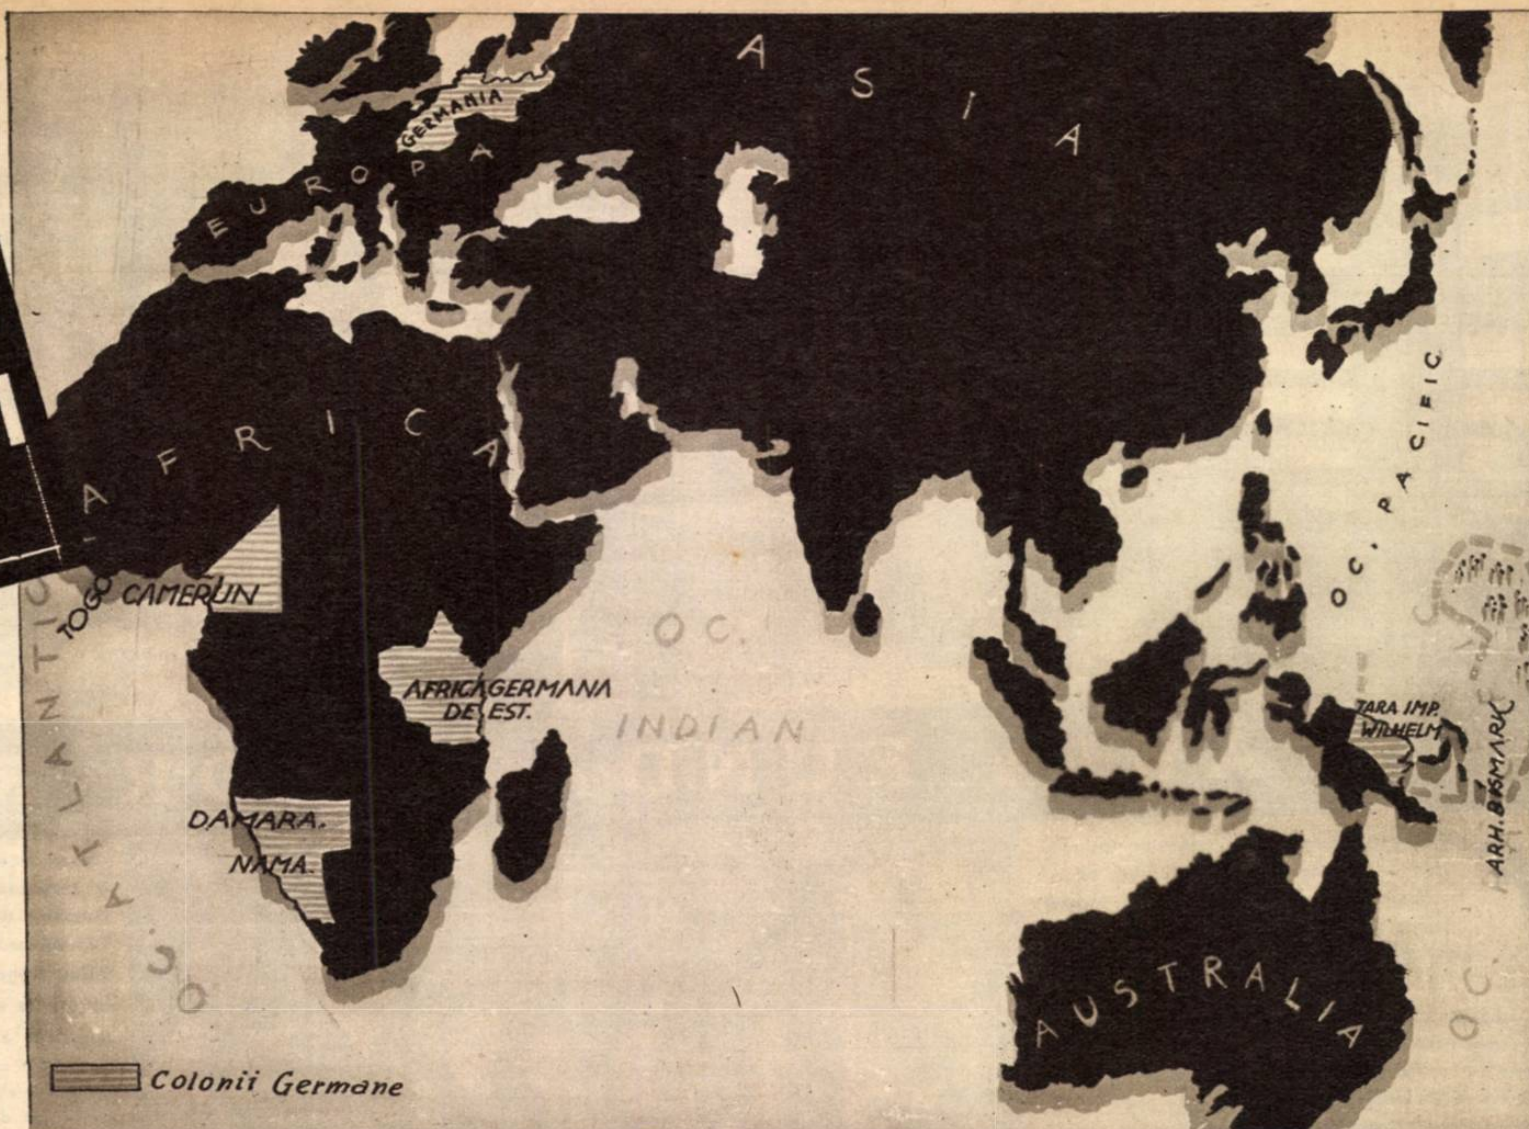 ASIA
GERMANIA
EUROPA
AFRICA
OC. PACIFIC
TOGO
CAMERUN
OC.
INDIAN
AFRICA GERMANA
DE EST.
TARA IMP.
WILHELM
ARH. BISMARK
DAMARA.
NAMA.
OC. ATLANTIC
AUSTRALIA
OC.
Colonii Germane